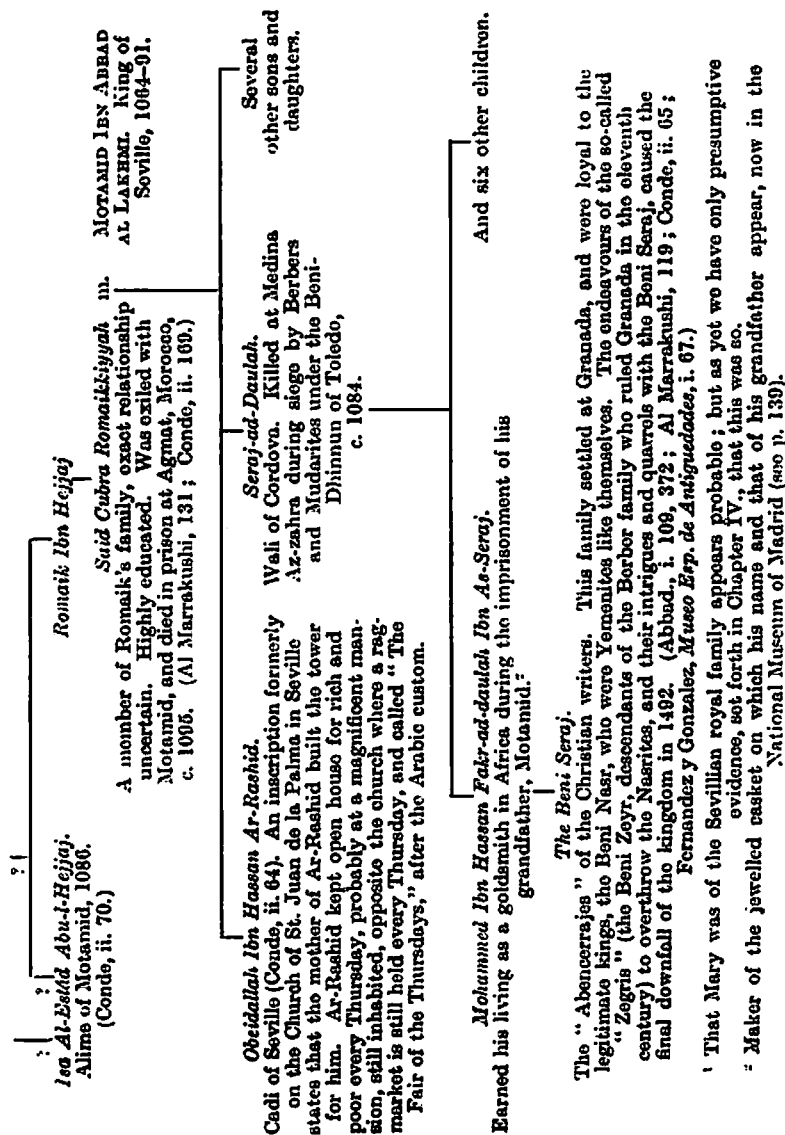 ?
?
?
Isa Al-Eshid Abu-l-Hejjaj.
Alime of Motamid, 1086.
(Conde, ii. 70.)
Romaik Ibn Hejjaj
Said Cubra Romaikkiyyah m.
A member of Romaik's family, exact relationship
uncertain. Highly educated. Was exiled with
Motamid, and died in prison at Agmat, Morocco,
c. 1095. (Al Marrakushi, 131; Conde, ii. 169.)
MOTAMID IBN ABBAD
AL LAKHMI. King of
Seville, 1064-91.
Obeidallah Ibn Hassan Ar-Rashid.
Cadi of Seville (Conde, ii. 64). An inscription formerly
on the Church of St. Juan de la Palma in Seville
states that the mother of Ar-Rashid built the tower
for him. Ar-Rashid kept open house for rich and
poor every Thursday, probably at a magnificent man-
sion, still inhabited, opposite the church where a rag-
market is still held every Thursday, and called "The
Fair of the Thursdays," after the Arabic custom.
Seraj-ad-Daulah.
Wali of Cordova. Killed at Medina
Az-zahra during siege by Berbers
and Mudarites under the Beni-
Dhinnun of Toledo,
c. 1084.
Several
other sons and
daughters.
Mohammed Ibn Hassan Fakr-ad-daulah Ibn As-Seraj.
Earned his living as a goldsmith in Africa during the imprisonment of his
grandfather, Motamid.²
And six other children.
The Beni Seraj.
The "Abencerrajes" of the Christian writers. This family settled at Granada, and were loyal to the
legitimate kings, the Beni Nasr, who were Yemenites like themselves. The endeavours of the so-called
"Zegris" (the Beni Zeyr, descendants of the Berber family who ruled Granada in the eleventh
century) to overthrow the Nasrites, and their intrigues and quarrels with the Beni Seraj, caused the
final downfall of the kingdom in 1492. (Abbad., i. 109, 372; Al Marrakushi, 119; Conde, ii. 65;
Fernandez y Gonzalez, Museo Esp. de Antiguedades, i. 67.)
¹ That Mary was of the Sevillian royal family appears probable; but as yet we have only presumptive
evidence, set forth in Chapter IV., that this was so.
² Maker of the jewelled casket on which his name and that of his grandfather appear, now in the
National Museum of Madrid (see p. 139).